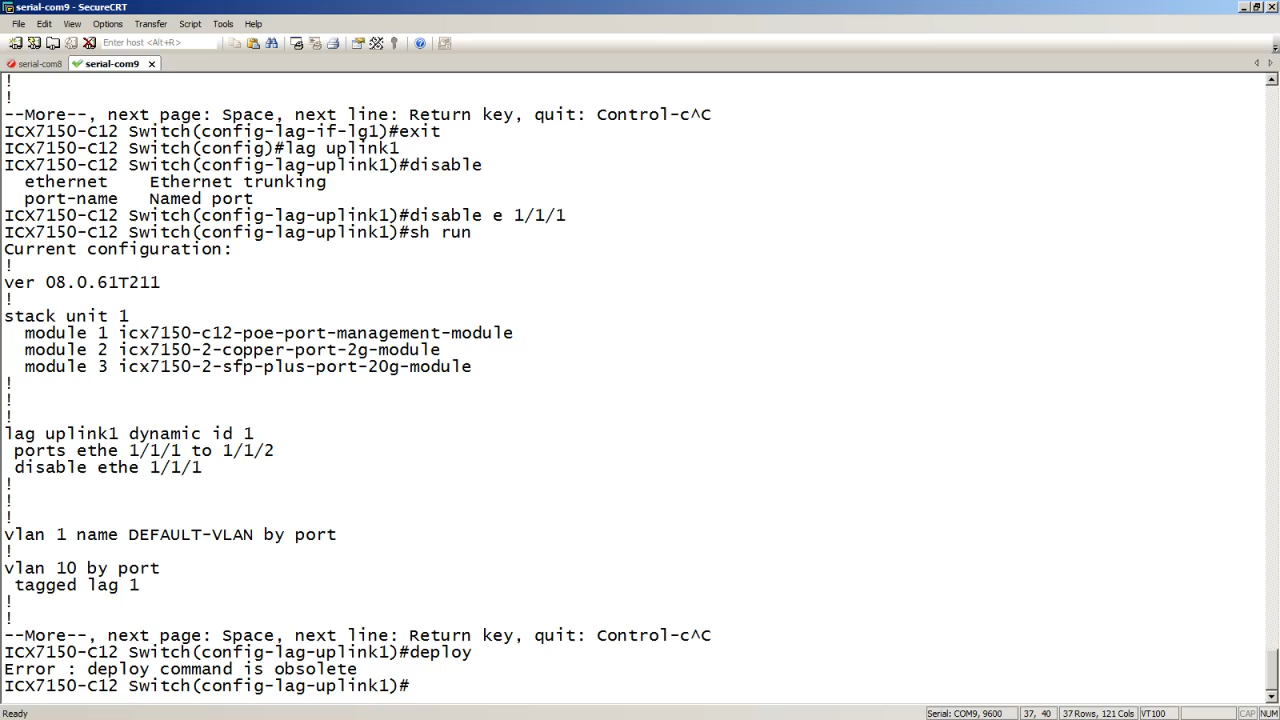 serial-com9 - SecureCRT
File Edit View Options Transfer Script Tools Help
Enter host <Alt+R>
serial-com8 serial-com9
!
!
--More--, next page: Space, next line: Return key, quit: Control-c^C
ICX7150-C12 Switch(config-lag-if-lg1)#exit
ICX7150-C12 Switch(config)#lag uplink1
ICX7150-C12 Switch(config-lag-uplink1)#disable
  ethernet    Ethernet trunking
  port-name   Named port
ICX7150-C12 Switch(config-lag-uplink1)#disable e 1/1/1
ICX7150-C12 Switch(config-lag-uplink1)#sh run
Current configuration:
!
ver 08.0.61T211
!
stack unit 1
  module 1 icx7150-c12-poe-port-management-module
  module 2 icx7150-2-copper-port-2g-module
  module 3 icx7150-2-sfp-plus-port-20g-module
!
!
!
lag uplink1 dynamic id 1
 ports ethe 1/1/1 to 1/1/2
 disable ethe 1/1/1
!
!
!
vlan 1 name DEFAULT-VLAN by port
!
vlan 10 by port
 tagged lag 1
!
!
--More--, next page: Space, next line: Return key, quit: Control-c^C
ICX7150-C12 Switch(config-lag-uplink1)#deploy
Error : deploy command is obsolete
ICX7150-C12 Switch(config-lag-uplink1)#
Ready Serial: COM9, 9600 37, 40 37 Rows, 121 Cols VT100 CAP NUM